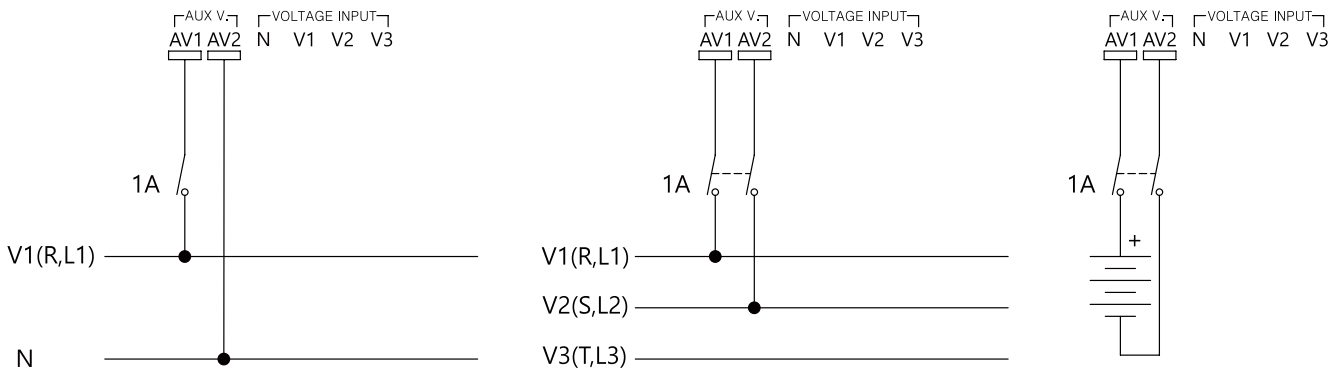 AUX V. VOLTAGE INPUT
AV1 AV2 N V1 V2 V3
1A
V1(R,L1)
N
AUX V. VOLTAGE INPUT
AV1 AV2 N V1 V2 V3
1A
V1(R,L1)
V2(S,L2)
V3(T,L3)
AUX V. VOLTAGE INPUT
AV1 AV2 N V1 V2 V3
1A
+